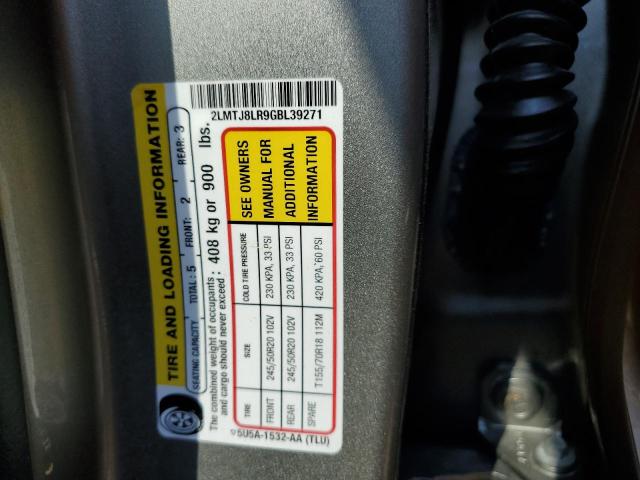 TIRE AND LOADING INFORMATION
SEATING CAPACITY TOTAL: 5 FRONT: 2 REAR: 3
The combined weight of occupants and cargo should never exceed: 408 kg or 900 lbs.
TIRE SIZE COLD TIRE PRESSURE SEE OWNERS
FRONT 245/50R20 102V 230 KPA, 33 PSI MANUAL FOR
REAR 245/50R20 102V 230 KPA, 33 PSI ADDITIONAL
SPARE T155/70R18 112M 420 KPA, 60 PSI INFORMATION
5U5A-1532-AA (TLU)
2LMTJ8LR9GBL39271